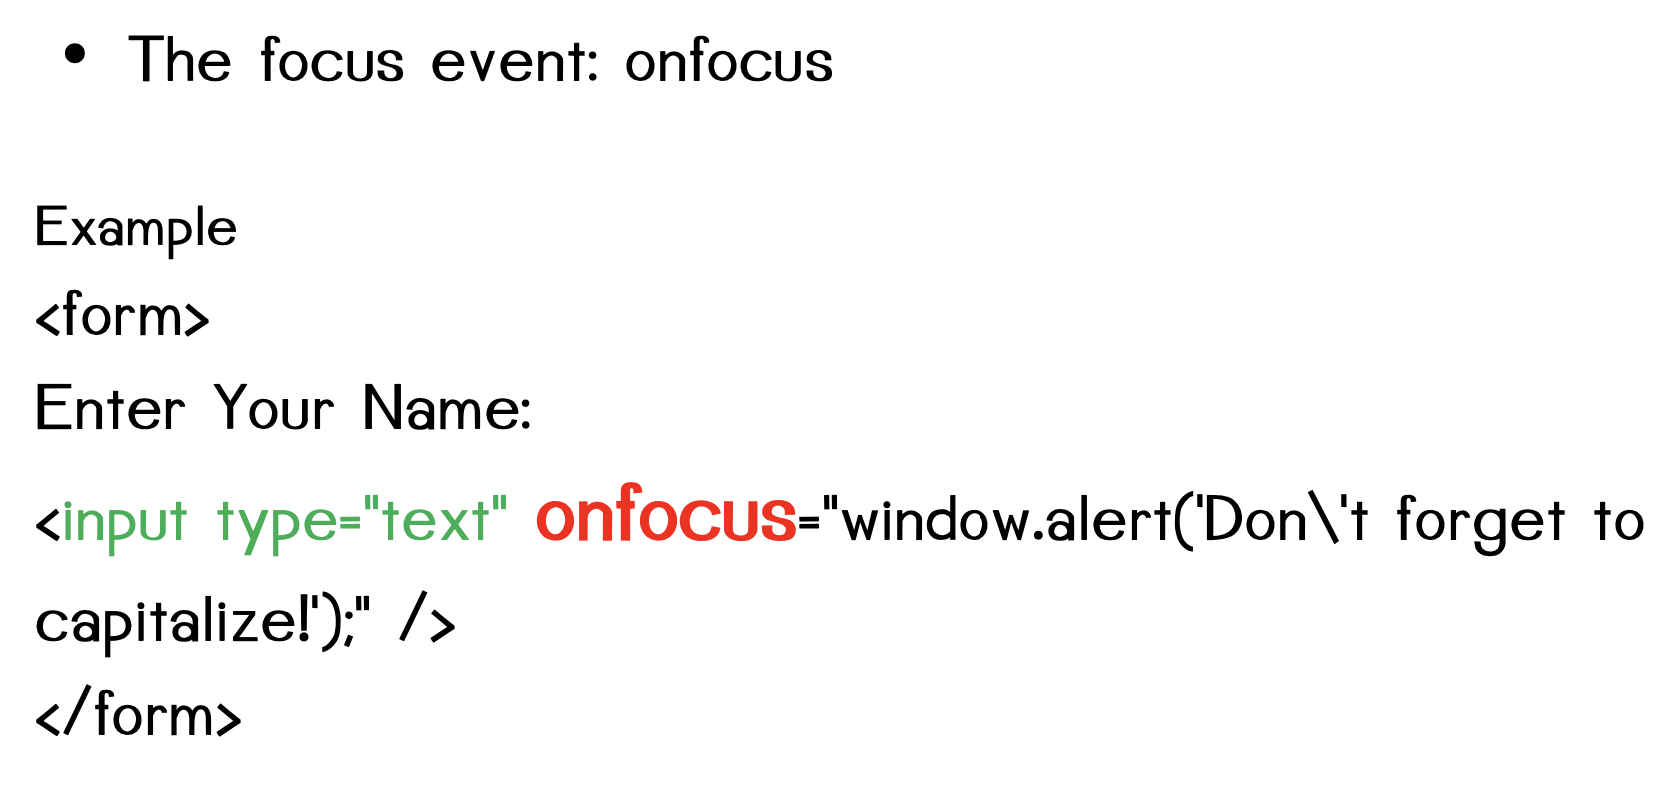 • The focus event: onfocus
Example
<form>
Enter Your Name:
<input type="text" onfocus="window.alert('Don\'t forget to
capitalize!');" />
</form>